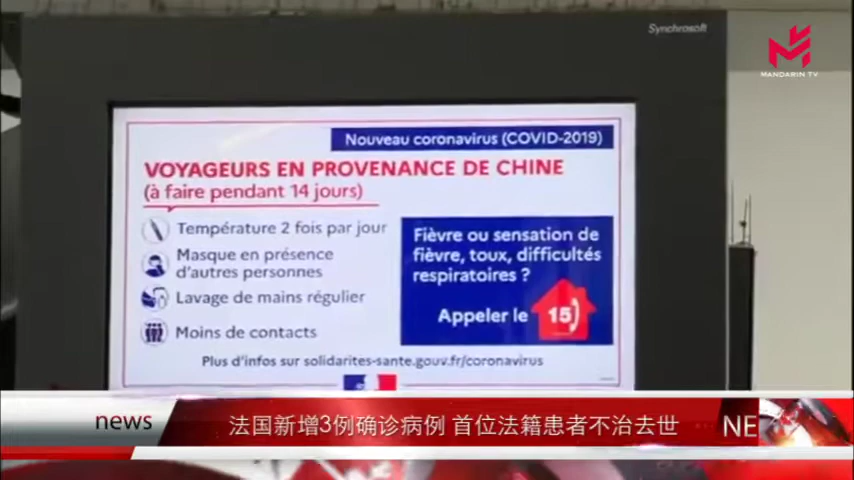 Synchrosoft
MANDARIN TV
Nouveau coronavirus (COVID-2019)
VOYAGEURS EN PROVENANCE DE CHINE
(à faire pendant 14 jours)
Température 2 fois par jour
Masque en présence
d'autres personnes
Lavage de mains régulier
Moins de contacts
Fièvre ou sensation de
fièvre, toux, difficultés
respiratoires ?
Appeler le 15
Plus d'infos sur solidarites-sante.gouv.fr/coronavirus
news
法国新增3例确诊病例 首位法籍患者不治去世
NE